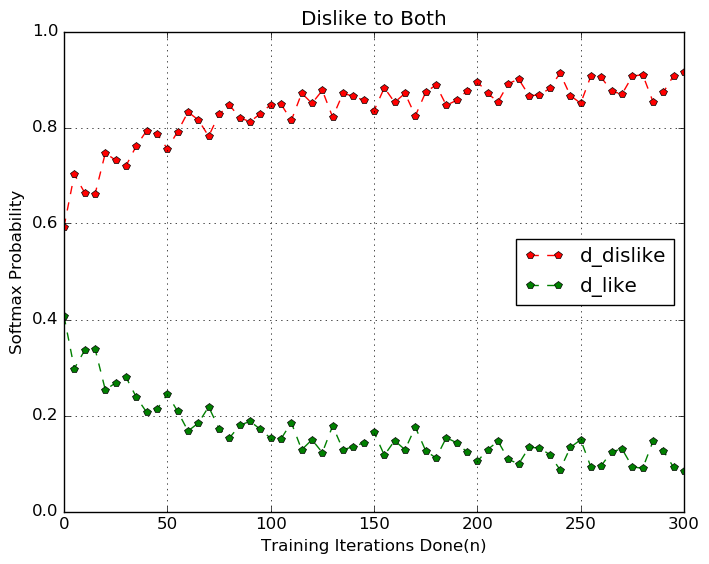 Dislike to Both
Softmax Probability
1.0
0.8
0.6
0.4
0.2
0.0
d_dislike
d_like
0 50 100 150 200 250 300
Training Iterations Done(n)